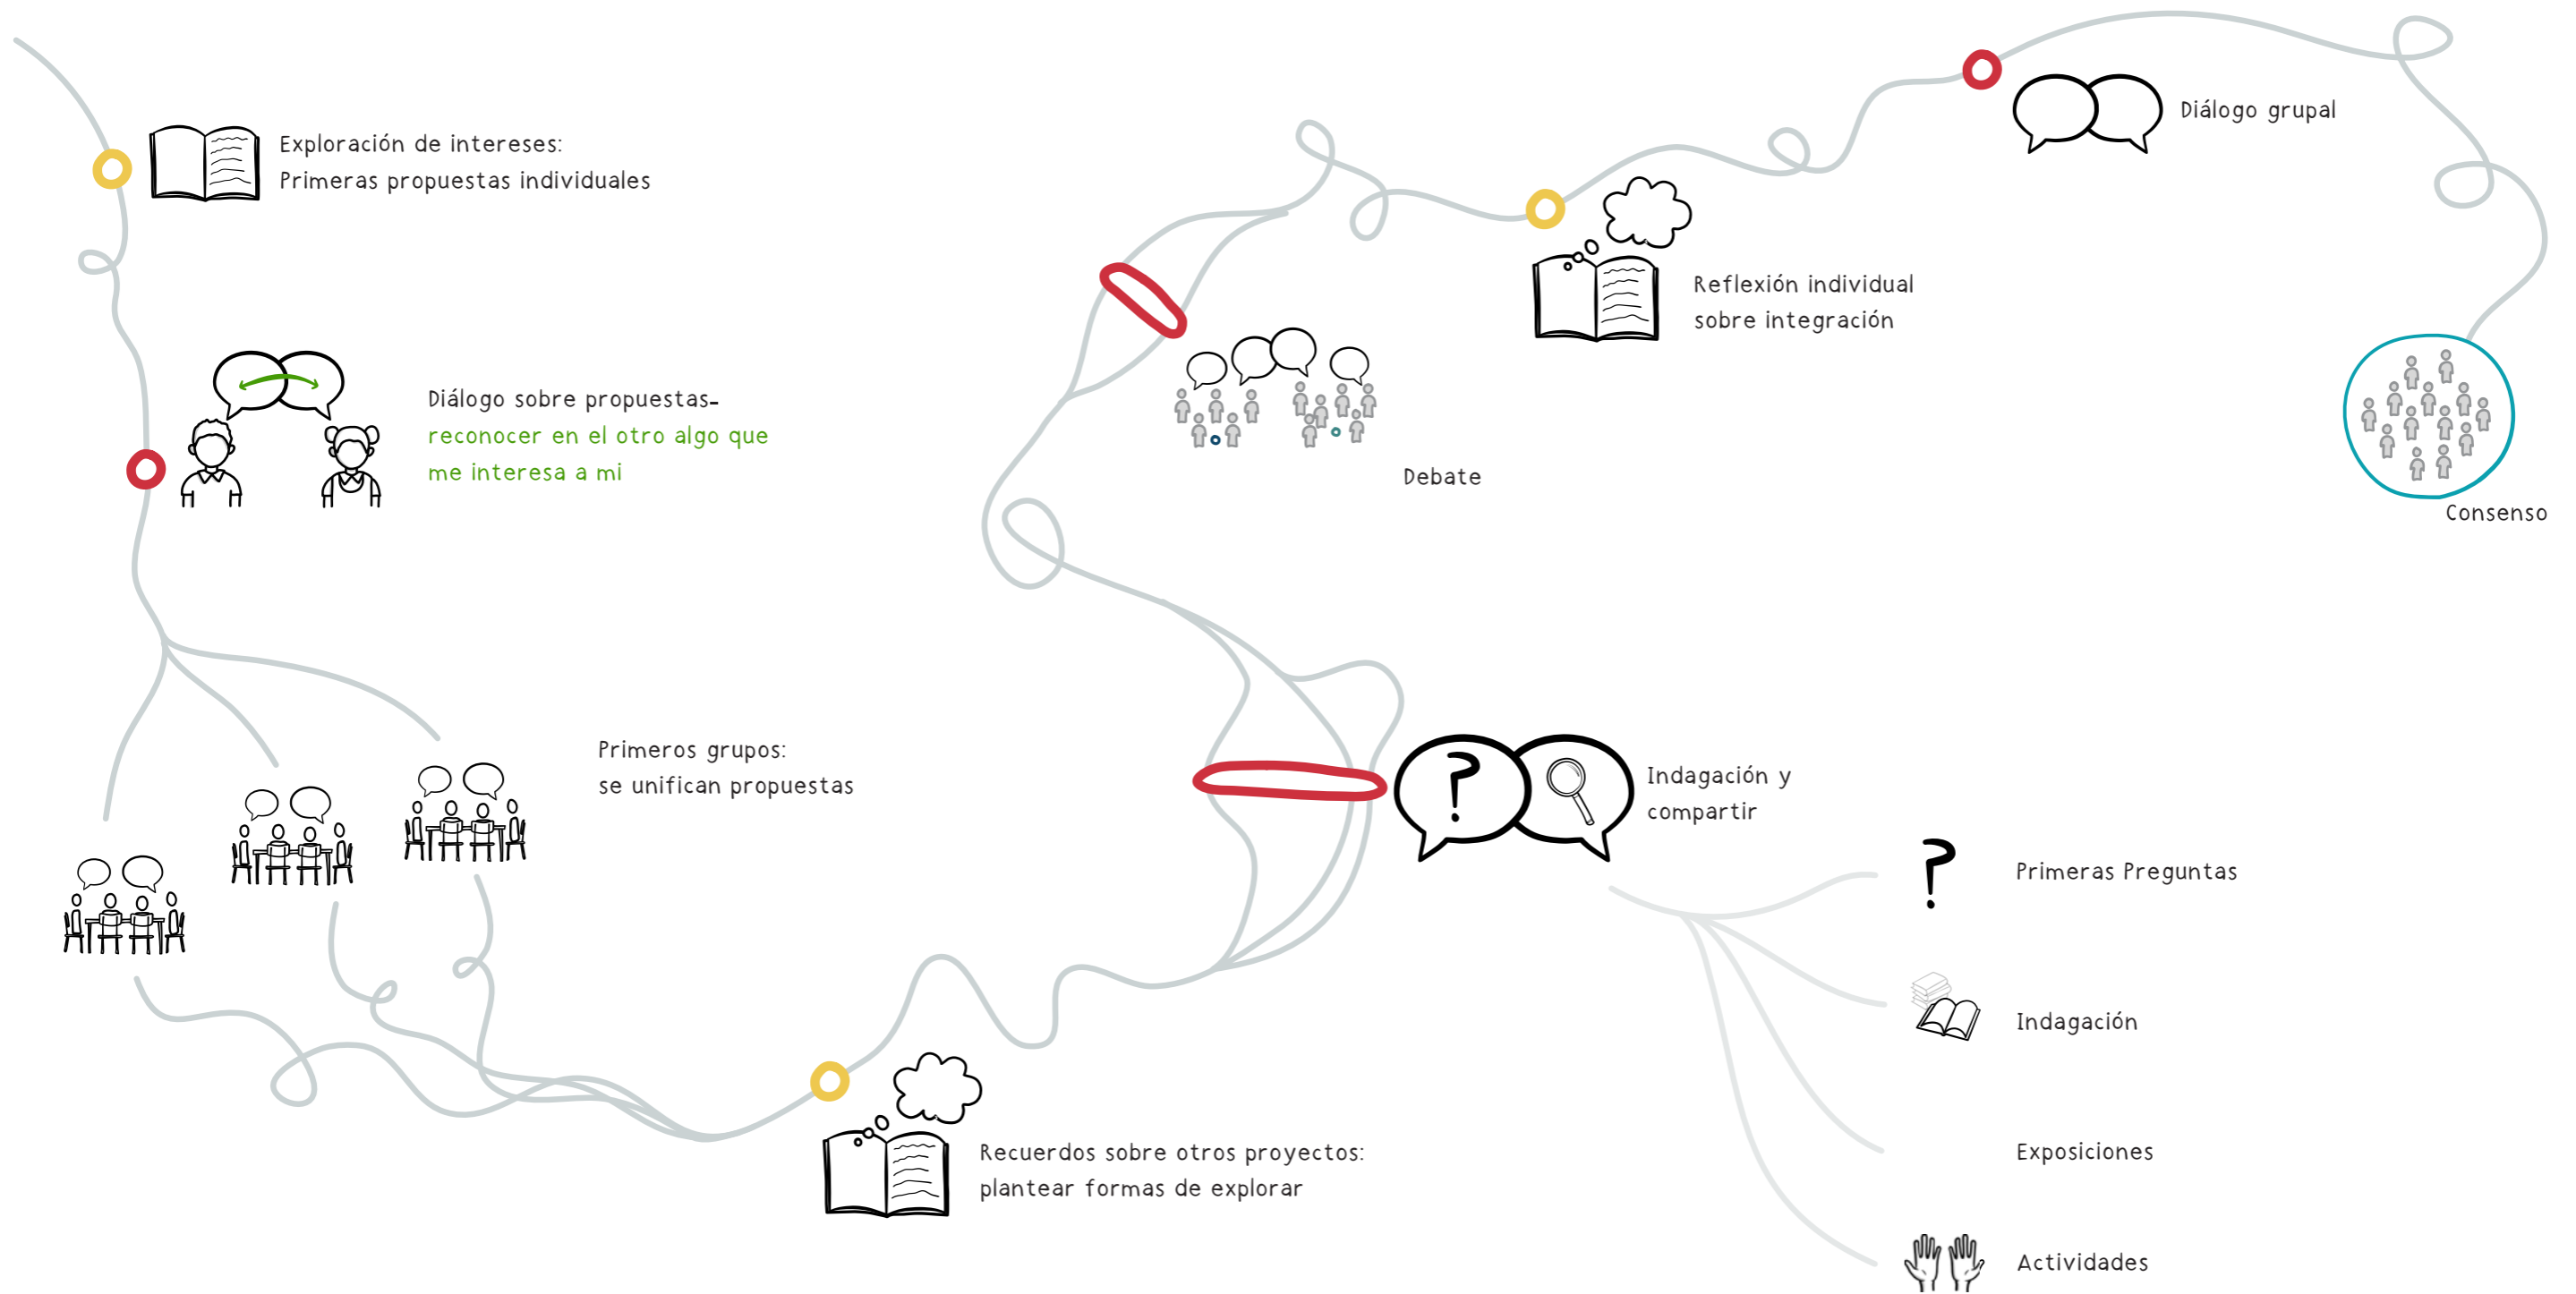 Exploración de intereses:
Primeras propuestas individuales
Diálogo sobre propuestas-
reconocer en el otro algo que
me interesa a mi
Primeros grupos:
se unifican propuestas
Recuerdos sobre otros proyectos:
plantear formas de explorar
Indagación y
compartir
Primeras Preguntas
Indagación
Exposiciones
Actividades
Debate
Reflexión individual
sobre integración
Diálogo grupal
Consenso